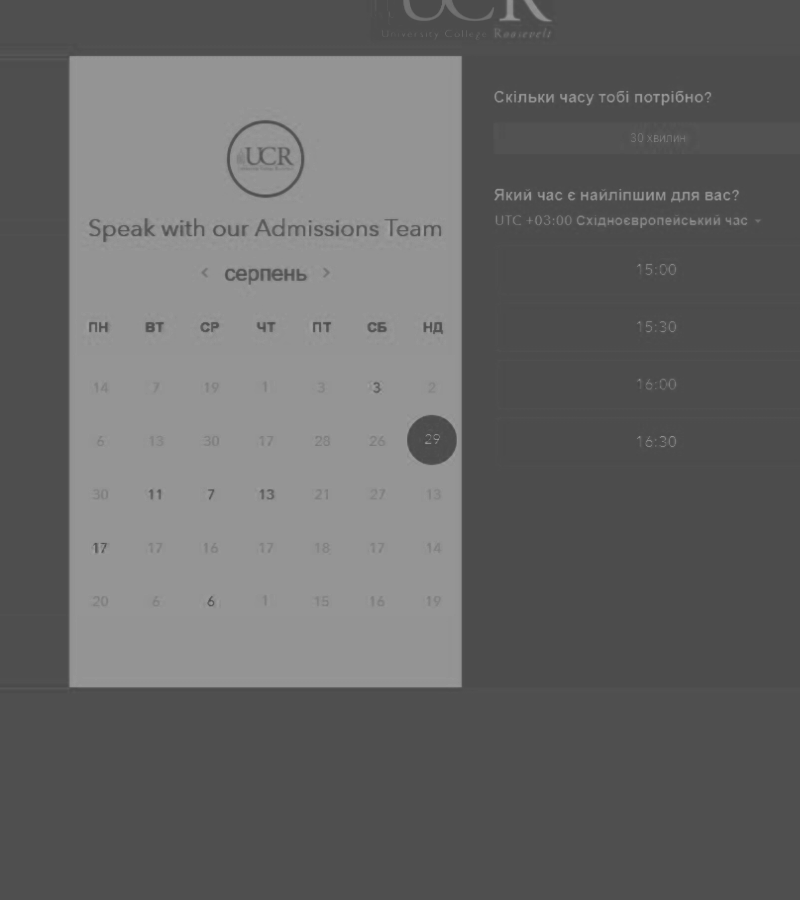 UCR
University College Roosevelt
UCR
Speak with our Admissions Team
< серпень >
ПН ВТ СР ЧТ ПТ СБ НД
14 7 19 1 3 3 2
6 13 30 17 28 26 29
30 11 7 13 21 27 13
17 17 16 17 18 17 14
20 6 6 1 15 16 19
Скільки часу тобі потрібно?
30 хвилин
Який час є найліпшим для вас?
UTC +03:00 Східноєвропейський час
15:00
15:30
16:00
16:30